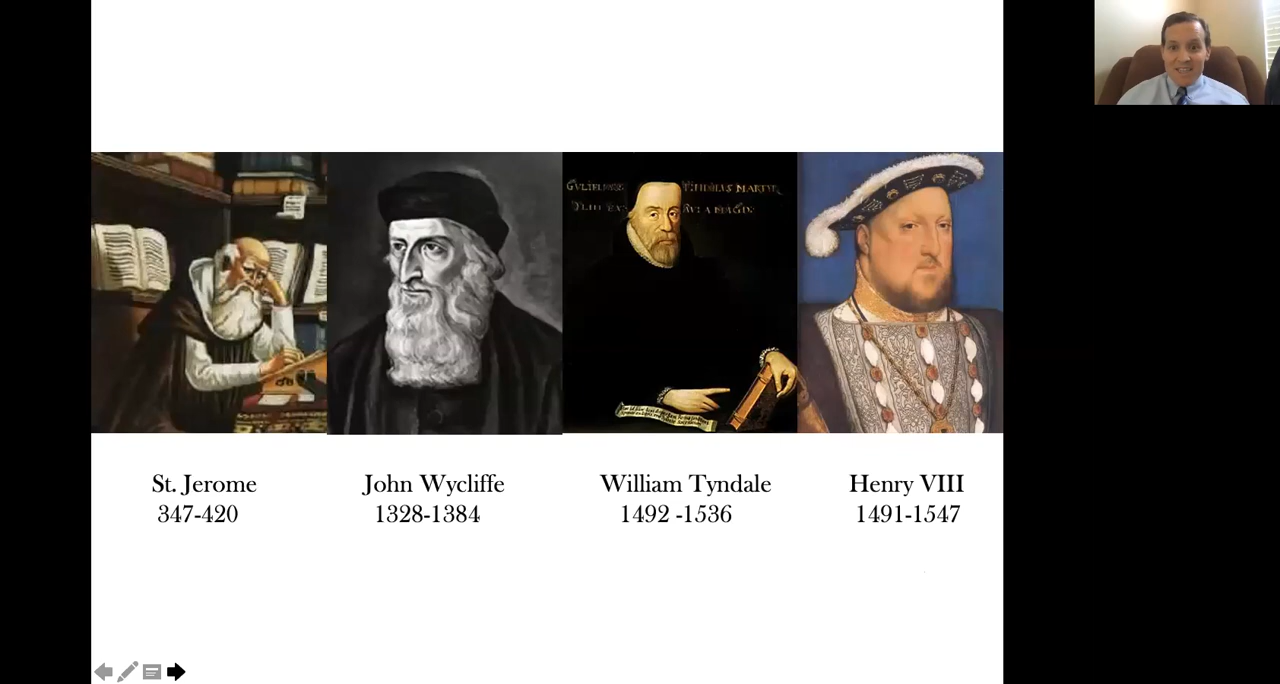 St. Jerome
347-420
John Wycliffe
1328-1384
William Tyndale
1492 -1536
Henry VIII
1491-1547